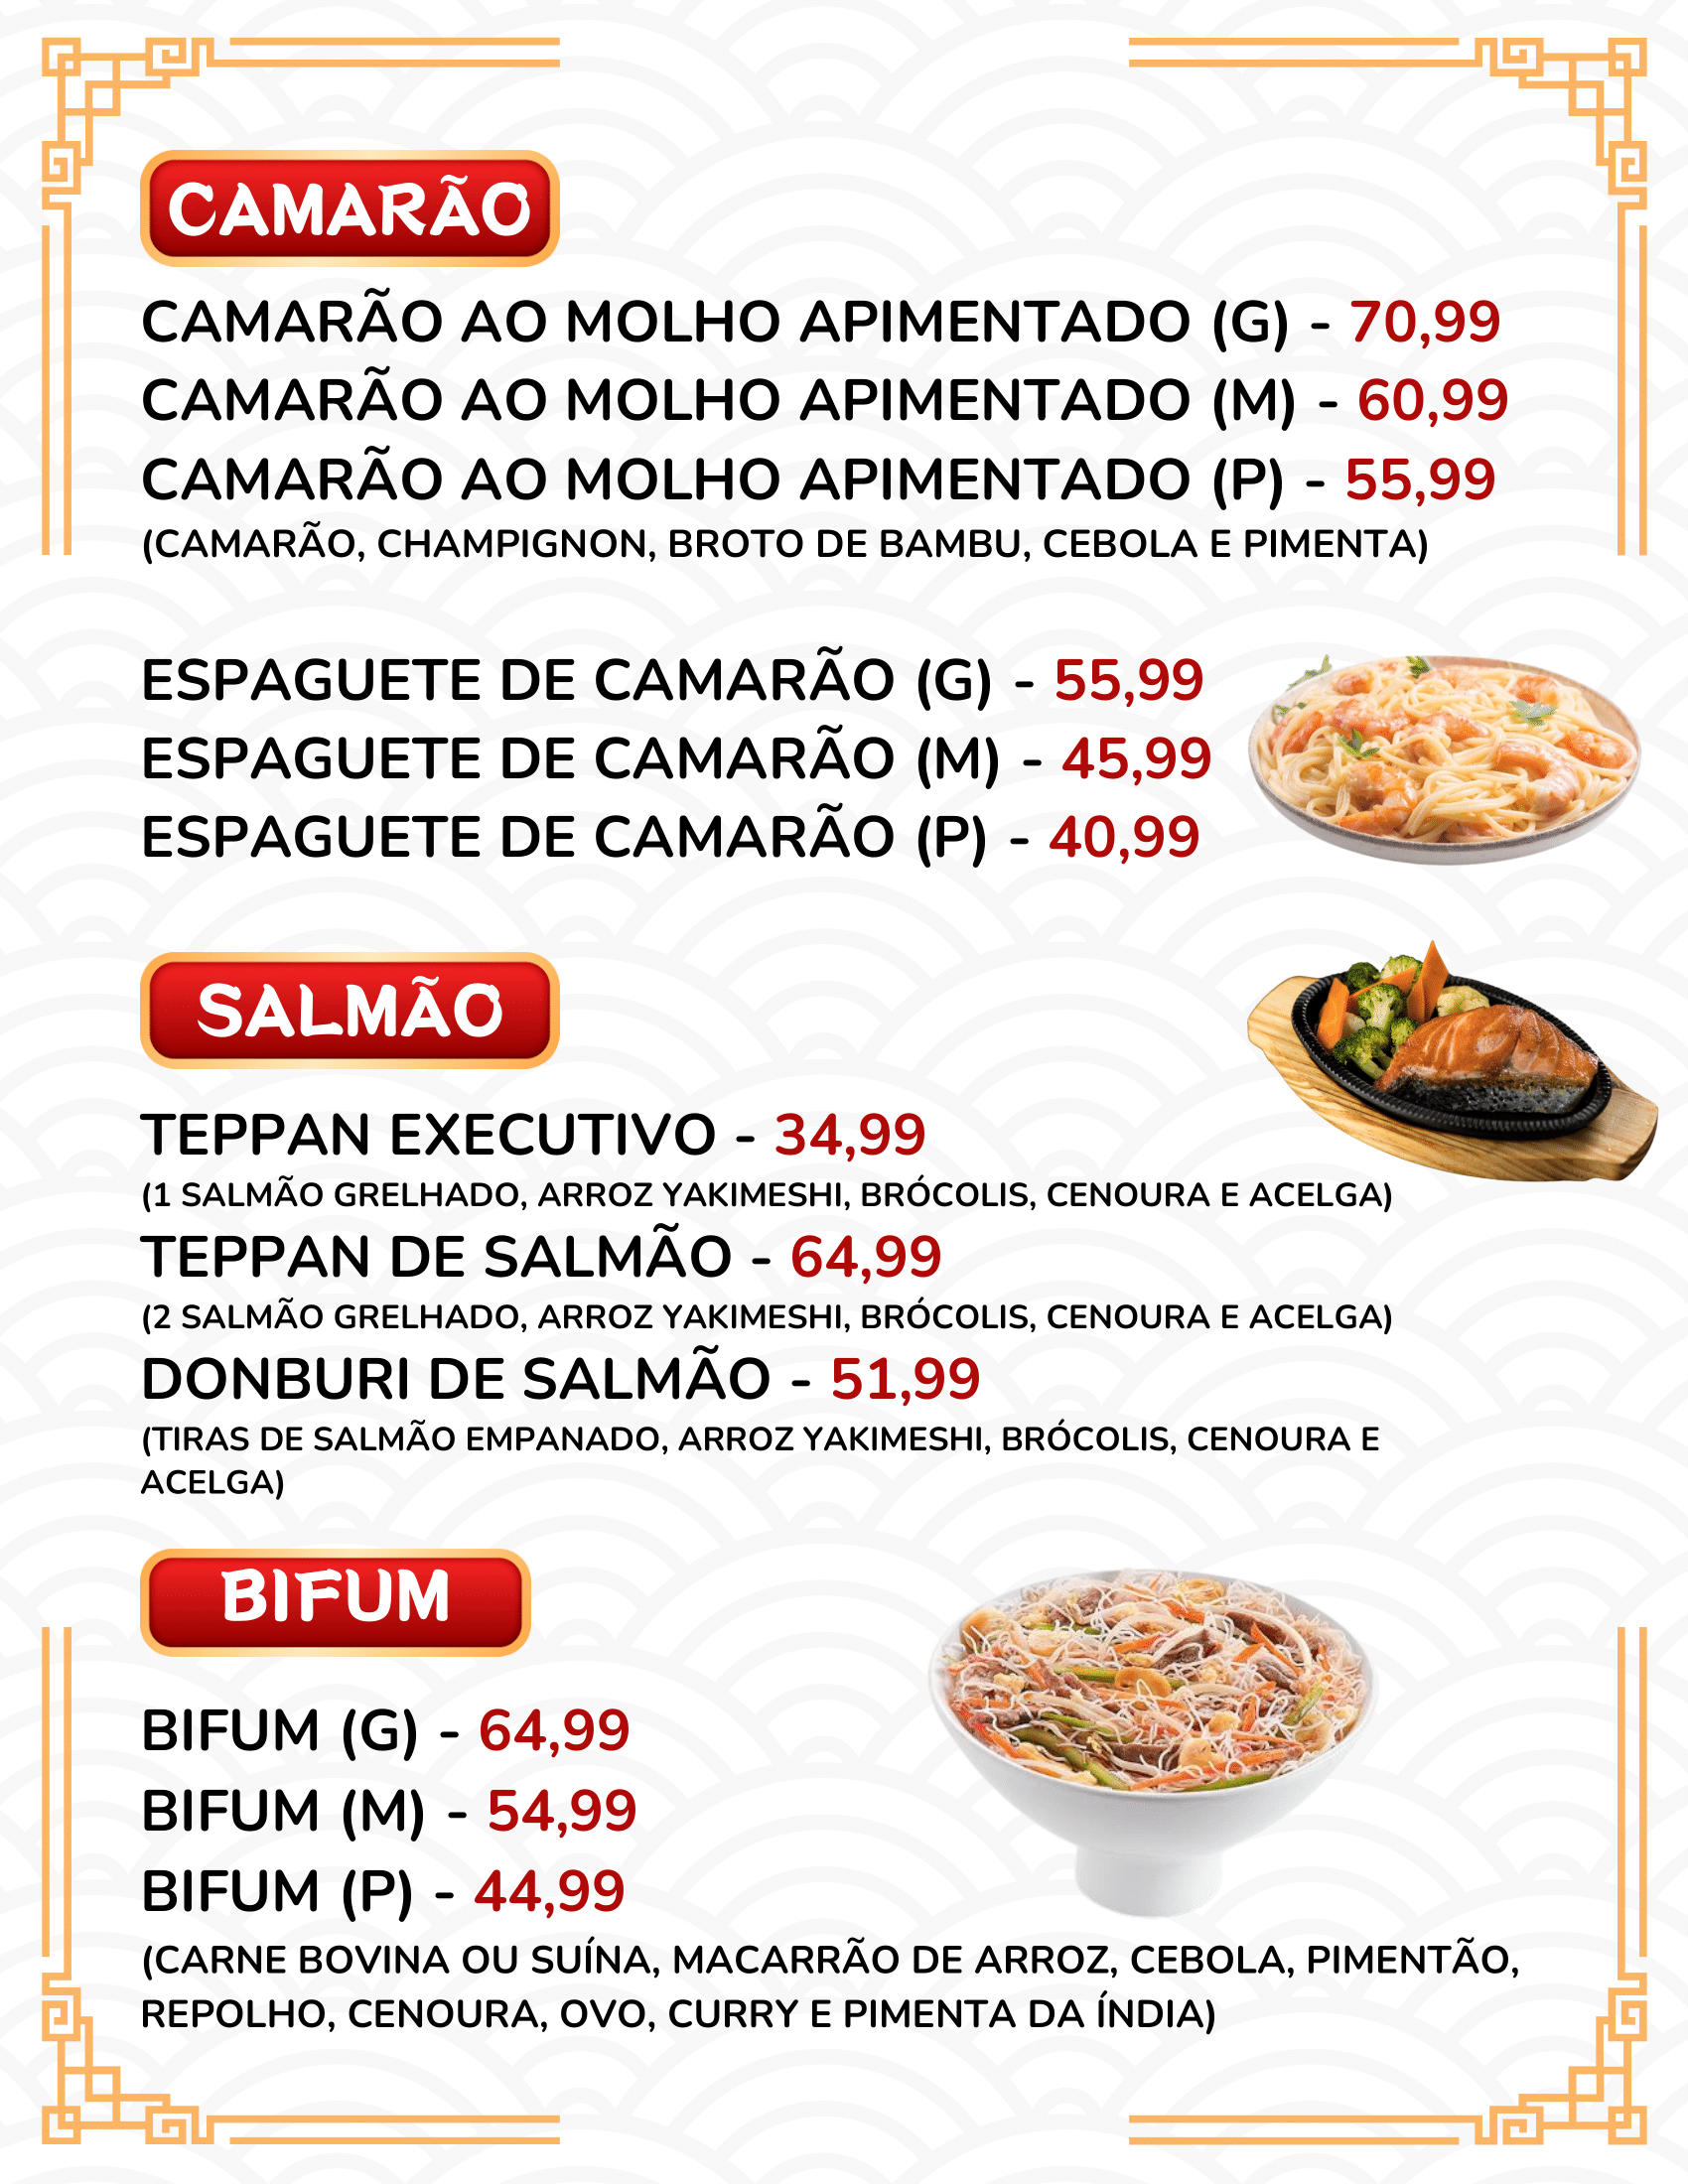 CAMARÃO
CAMARÃO AO MOLHO APIMENTADO (G) - 70,99
CAMARÃO AO MOLHO APIMENTADO (M) - 60,99
CAMARÃO AO MOLHO APIMENTADO (P) - 55,99
(CAMARÃO, CHAMPIGNON, BROTO DE BAMBU, CEBOLA E PIMENTA)
ESPAGUETE DE CAMARÃO (G) - 55,99
ESPAGUETE DE CAMARÃO (M) - 45,99
ESPAGUETE DE CAMARÃO (P) - 40,99
SALMÃO
TEPPAN EXECUTIVO - 34,99
(1 SALMÃO GRELHADO, ARROZ YAKIMESHI, BRÓCOLIS, CENOURA E ACELGA)
TEPPAN DE SALMÃO - 64,99
(2 SALMÃO GRELHADO, ARROZ YAKIMESHI, BRÓCOLIS, CENOURA E ACELGA)
DONBURI DE SALMÃO - 51,99
(TIRAS DE SALMÃO EMPANADO, ARROZ YAKIMESHI, BRÓCOLIS, CENOURA E
ACELGA)
BIFUM
BIFUM (G) - 64,99
BIFUM (M) - 54,99
BIFUM (P) - 44,99
(CARNE BOVINA OU SUÍNA, MACARRÃO DE ARROZ, CEBOLA, PIMENTÃO,
REPOLHO, CENOURA, OVO, CURRY E PIMENTA DA ÍNDIA)